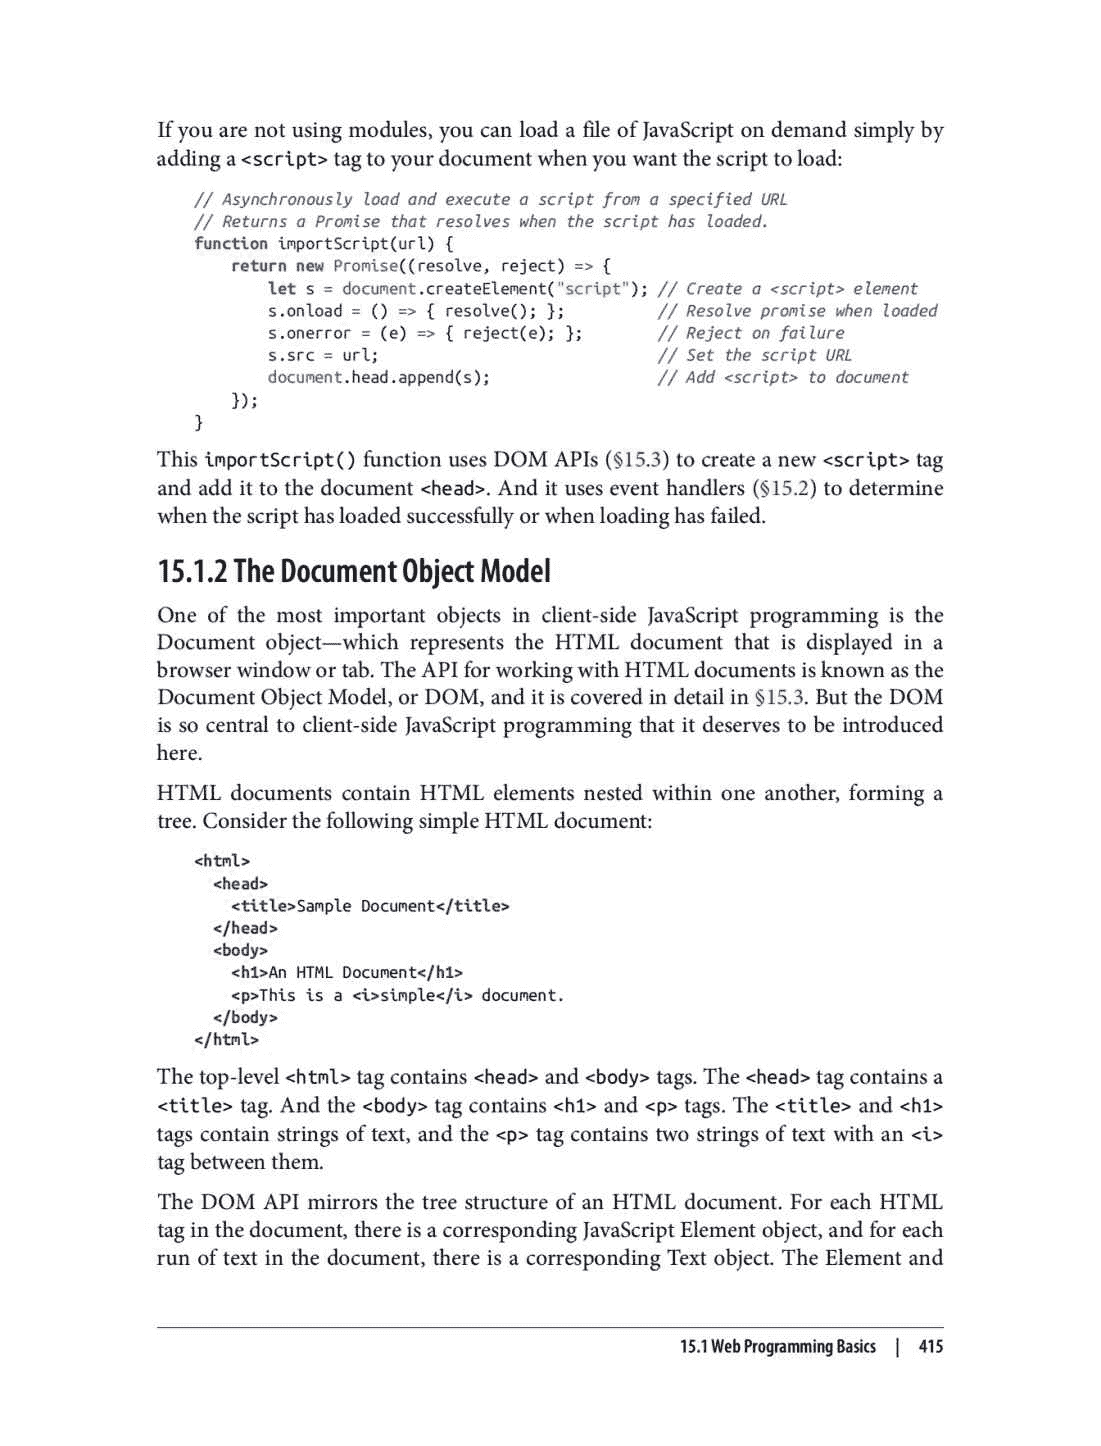 If you are not using modules, you can load a file of JavaScript on demand simply by
adding a <script> tag to your document when you want the script to load:
// Asynchronously load and execute a script from a specified URL
// Returns a Promise that resolves when the script has loaded.
function importScript(url) {
    return new Promise((resolve, reject) => {
        let s = document.createElement("script"); // Create a <script> element
        s.onload = () => { resolve(); };          // Resolve promise when loaded
        s.onerror = (e) => { reject(e); };        // Reject on failure
        s.src = url;                              // Set the script URL
        document.head.append(s);                  // Add <script> to document
    });
}
This importScript() function uses DOM APIs (§15.3) to create a new <script> tag
and add it to the document <head>. And it uses event handlers (§15.2) to determine
when the script has loaded successfully or when loading has failed.
15.1.2 The Document Object Model
One of the most important objects in client-side JavaScript programming is the
Document object—which represents the HTML document that is displayed in a
browser window or tab. The API for working with HTML documents is known as the
Document Object Model, or DOM, and it is covered in detail in §15.3. But the DOM
is so central to client-side JavaScript programming that it deserves to be introduced
here.
HTML documents contain HTML elements nested within one another, forming a
tree. Consider the following simple HTML document:
<html>
  <head>
    <title>Sample Document</title>
  </head>
  <body>
    <h1>An HTML Document</h1>
    <p>This is a <i>simple</i> document.
  </body>
</html>
The top-level <html> tag contains <head> and <body> tags. The <head> tag contains a
<title> tag. And the <body> tag contains <h1> and <p> tags. The <title> and <h1>
tags contain strings of text, and the <p> tag contains two strings of text with an <i>
tag between them.
The DOM API mirrors the tree structure of an HTML document. For each HTML
tag in the document, there is a corresponding JavaScript Element object, and for each
run of text in the document, there is a corresponding Text object. The Element and
15.1 Web Programming Basics | 415